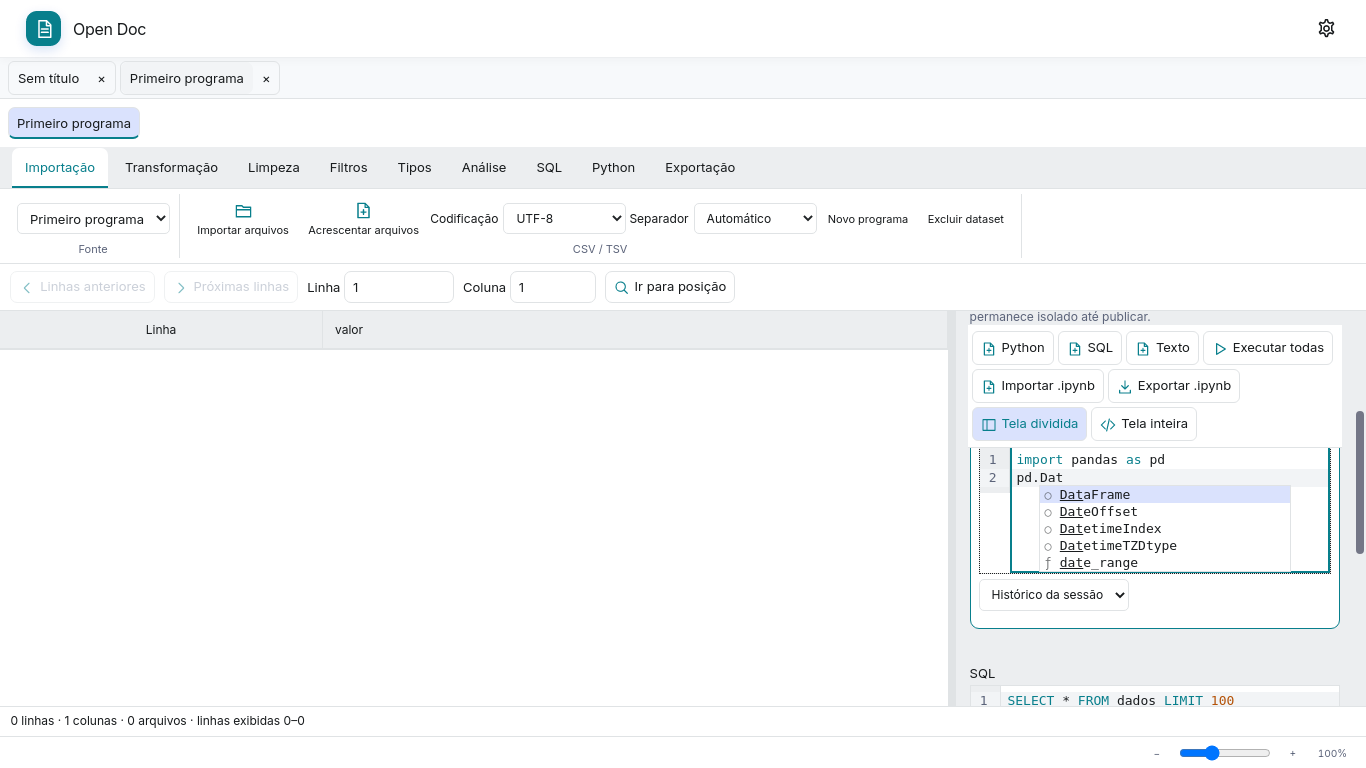 Open Doc
Sem título ×
Primeiro programa ×
Primeiro programa
Importação Transformação Limpeza Filtros Tipos Análise SQL Python Exportação
Primeiro programa
Fonte
Importar arquivos
Acrescentar arquivos
Codificação UTF-8 Separador Automático Novo programa Excluir dataset
CSV / TSV
Linhas anteriores Próximas linhas Linha 1 Coluna 1 Ir para posição
Linha valor
permanece isolado até publicar.
Python SQL Texto Executar todas
Importar .ipynb Exportar .ipynb
Tela dividida Tela inteira
1 import pandas as pd
2 pd.Dat
DataFrame
DateOffset
DatetimeIndex
DatetimeTZDtype
ƒ date_range
Histórico da sessão
SQL
1 SELECT * FROM dados LIMIT 100
0 linhas · 1 colunas · 0 arquivos · linhas exibidas 0–0
− + 100%